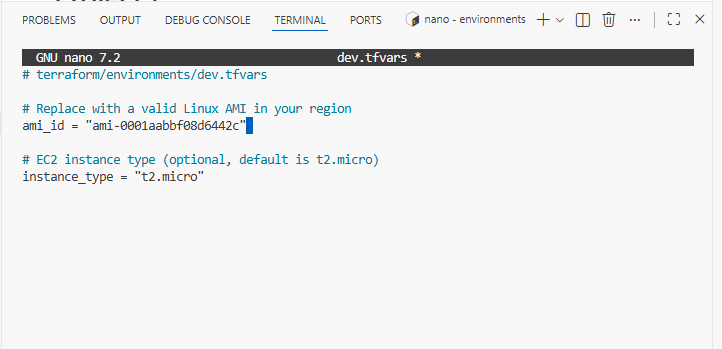 PROBLEMS OUTPUT DEBUG CONSOLE TERMINAL PORTS nano - environments
GNU nano 7.2 dev.tfvars *
# terraform/environments/dev.tfvars
# Replace with a valid Linux AMI in your region
ami_id = "ami-0001aabbf08d6442c"
# EC2 instance type (optional, default is t2.micro)
instance_type = "t2.micro"